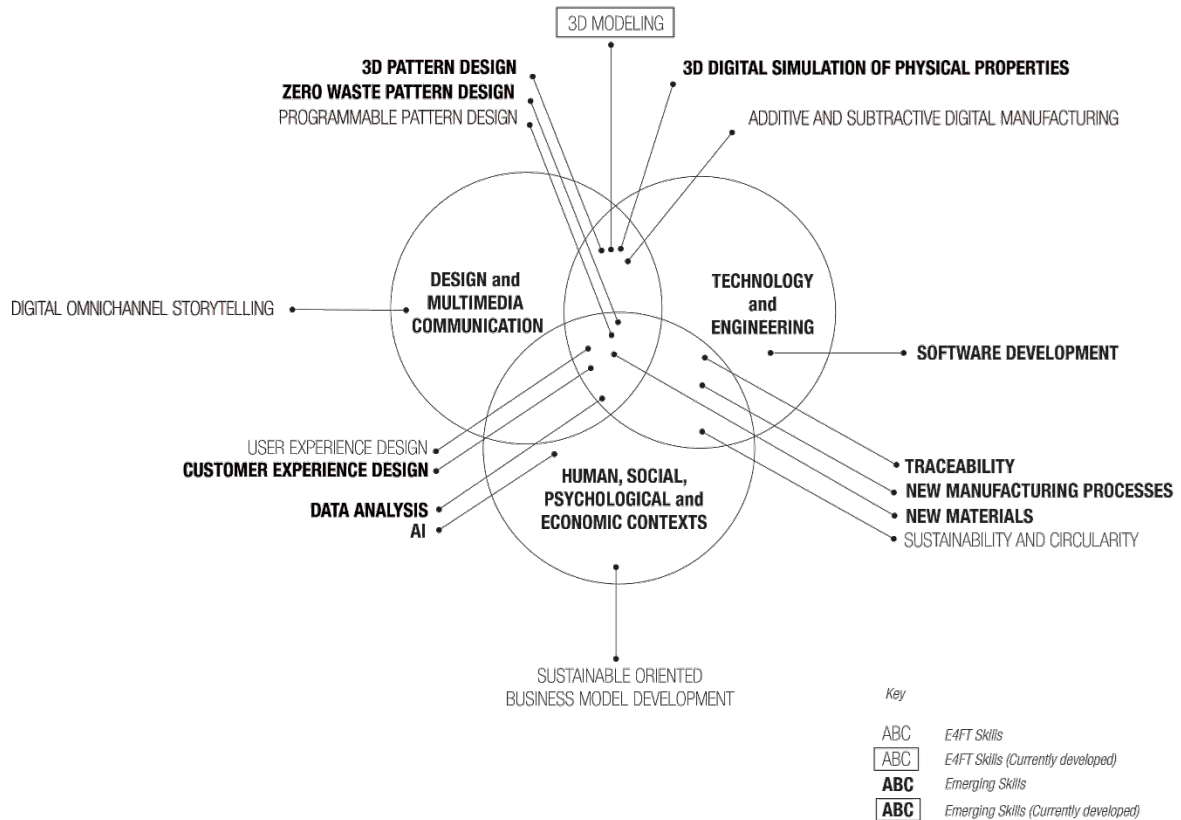 3D MODELING
3D PATTERN DESIGN
ZERO WASTE PATTERN DESIGN
PROGRAMMABLE PATTERN DESIGN
3D DIGITAL SIMULATION OF PHYSICAL PROPERTIES
ADDITIVE AND SUBTRACTIVE DIGITAL MANUFACTURING
DESIGN and
MULTIMEDIA
COMMUNICATION
TECHNOLOGY
and
ENGINEERING
DIGITAL OMNICHANNEL STORYTELLING
SOFTWARE DEVELOPMENT
USER EXPERIENCE DESIGN
CUSTOMER EXPERIENCE DESIGN
DATA ANALYSIS
AI
HUMAN, SOCIAL,
PSYCHOLOGICAL and
ECONOMIC CONTEXTS
TRACEABILITY
NEW MANUFACTURING PROCESSES
NEW MATERIALS
SUSTAINABILITY AND CIRCULARITY
SUSTAINABLE ORIENTED
BUSINESS MODEL DEVELOPMENT
Key
ABC E4FT Skills
ABC E4FT Skills (Currently developed)
ABC Emerging Skills
ABC Emerging Skills (Currently developed)